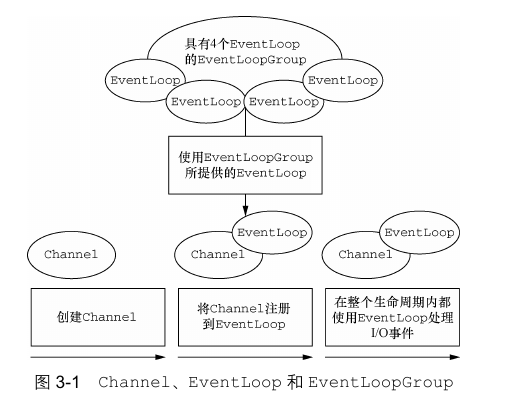 具有4个EventLoop
的EventLoopGroup
EventLoop
EventLoop
EventLoop
EventLoop
使用EventLoopGroup
所提供的EventLoop
Channel
Channel
EventLoop
Channel
EventLoop
创建Channel
将Channel注册
到EventLoop
在整个生命周期内都
使用EventLoop处理
I/O事件
图 3-1 Channel、EventLoop 和 EventLoopGroup